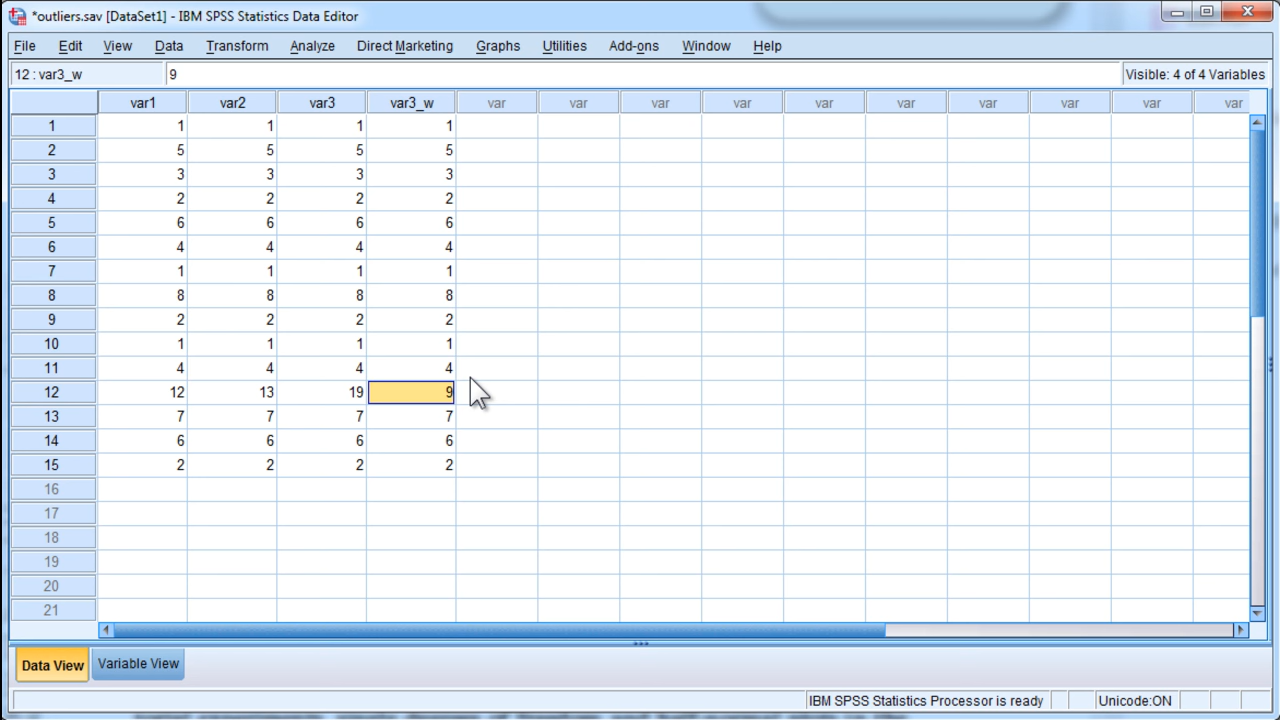 *outliers.sav [DataSet1] - IBM SPSS Statistics Data Editor
File Edit View Data Transform Analyze Direct Marketing Graphs Utilities Add-ons Window Help
12 : var3_w 9 Visible: 4 of 4 Variables
var1 var2 var3 var3_w var var var var var var var var var var
1 1 1 1 1
2 5 5 5 5
3 3 3 3 3
4 2 2 2 2
5 6 6 6 6
6 4 4 4 4
7 1 1 1 1
8 8 8 8 8
9 2 2 2 2
10 1 1 1 1
11 4 4 4 4
12 12 13 19 9
13 7 7 7 7
14 6 6 6 6
15 2 2 2 2
16
17
18
19
20
21
Data View Variable View
IBM SPSS Statistics Processor is ready Unicode:ON